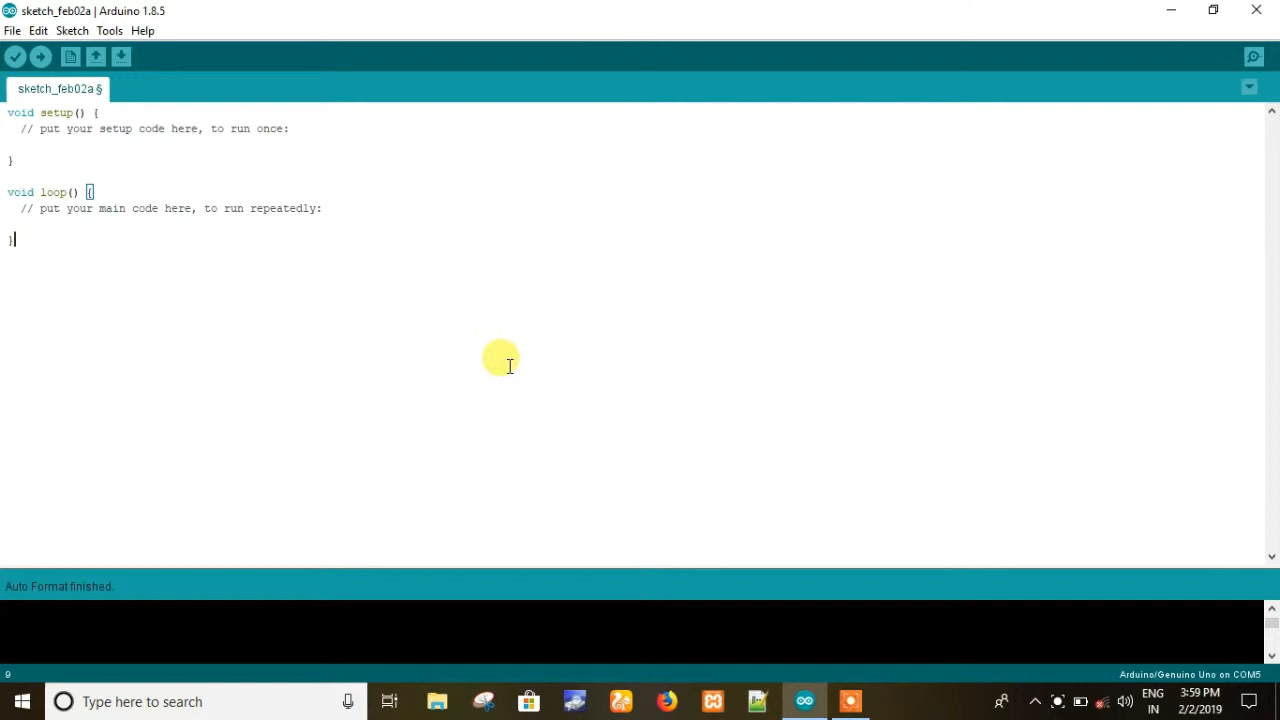 sketch_feb02a | Arduino 1.8.5
File Edit Sketch Tools Help
sketch_feb02a §
void setup() {
// put your setup code here, to run once:
}
void loop() {
// put your main code here, to run repeatedly:
}
Auto Format finished.
9 Arduino/Genuino Uno on COM5
Type here to search
ENG 3:59 PM
IN 2/2/2019